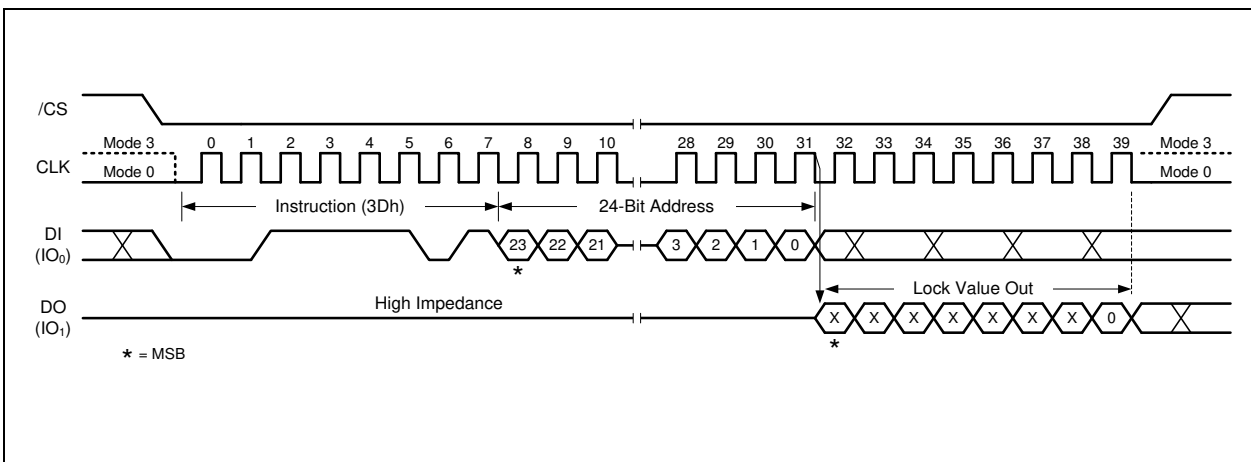 /CS
Mode 3 0 1 2 3 4 5 6 7 8 9 10 28 29 30 31 32 33 34 35 36 37 38 39 Mode 3
CLK Mode 0 Mode 0
Instruction (3Dh) 24-Bit Address
DI
(IO₀) 23 22 21 3 2 1 0
*
Lock Value Out
High Impedance
DO
(IO₁) X X X X X X X 0
*
* = MSB